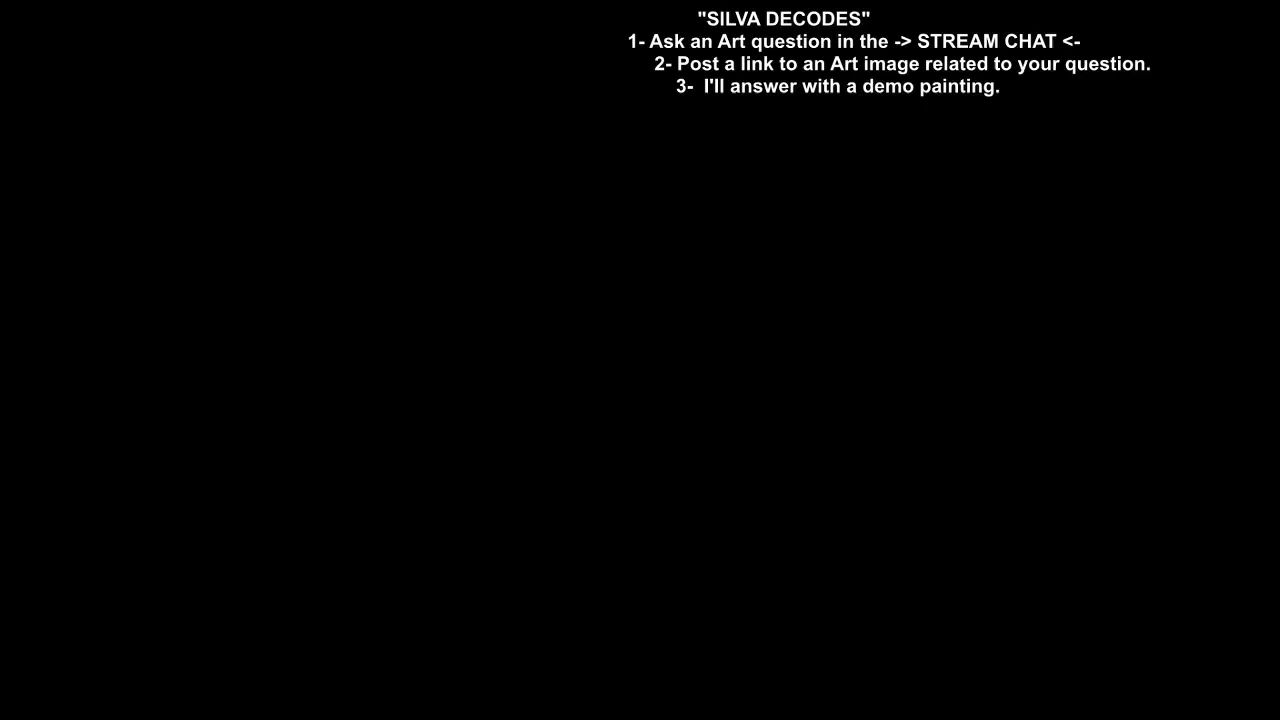 "SILVA DECODES"
1- Ask an Art question in the -> STREAM CHAT <-
2- Post a link to an Art image related to your question.
3-  I'll answer with a demo painting.